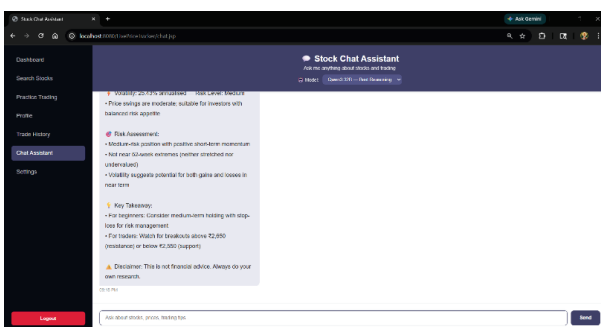 Stock Chat Assistant
Ask Gemini
localhost
Dashboard
Search Stocks
Practice Trading
Profile
Trade History
Chat Assistant
Settings
Logout
Stock Chat Assistant
Ask me anything about stocks and trading
Model:
Volatility: 25.43% annualised Risk Level: Medium
• Price swings are moderate; suitable for investors with
balanced risk appetite
Risk Assessment:
• Medium-risk position with positive short-term momentum
• Not near 52-week extremes (neither stretched nor
undervalued)
• Volatility suggests potential for both gains and losses in
near term
Key Takeaway:
• For beginners: Consider medium-term holding with stop-
loss for risk management
• For traders: Watch for breakouts above ₹2,650
(resistance) or below ₹2,550 (support)
Disclaimer: This is not financial advice. Always do your
own research.
Ask about stocks, prices, trading tips
Send